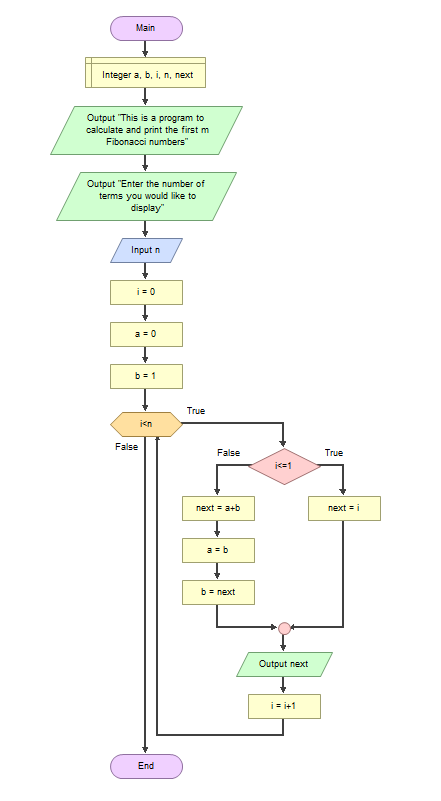 Main
Integer a, b, i, n, next
Output "This is a program to
calculate and print the first m
Fibonacci numbers"
Output "Enter the number of
terms you would like to
display"
Input n
i = 0
a = 0
b = 1
i<n
True
False
i<=1
False
True
next = a+b
next = i
a = b
b = next
Output next
i = i+1
End